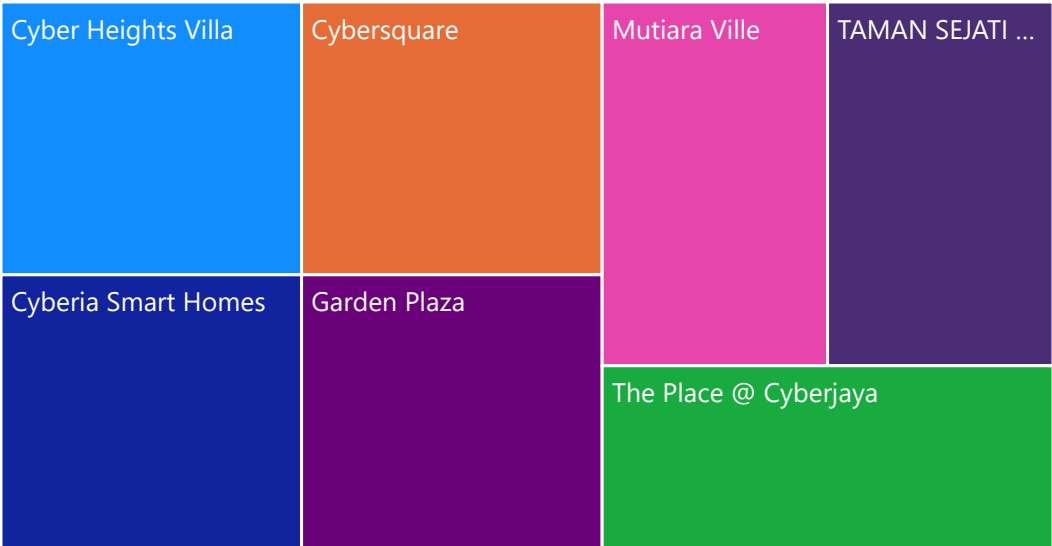 Cyber Heights Villa
Cybersquare
Mutiara Ville
TAMAN SEJATI ...
Cyberia Smart Homes
Garden Plaza
The Place @ Cyberjaya